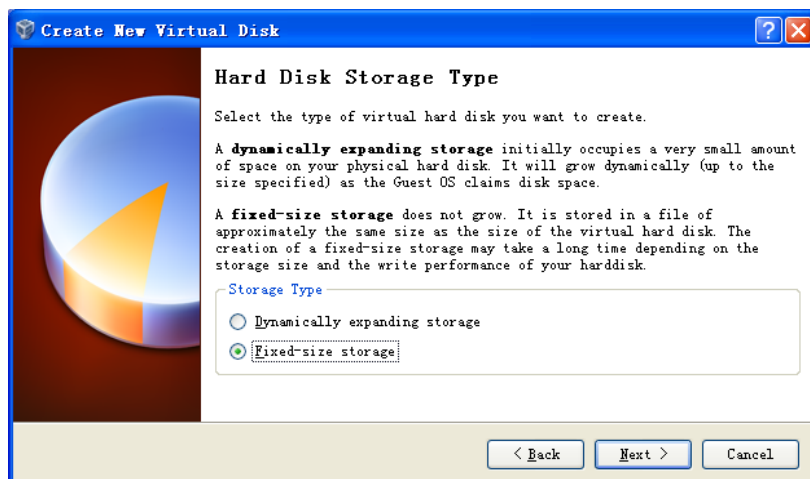 Create New Virtual Disk
Hard Disk Storage Type
Select the type of virtual hard disk you want to create.
A dynamically expanding storage initially occupies a very small amount
of space on your physical hard disk. It will grow dynamically (up to the
size specified) as the Guest OS claims disk space.
A fixed-size storage does not grow. It is stored in a file of
approximately the same size as the size of the virtual hard disk. The
creation of a fixed-size storage may take a long time depending on the
storage size and the write performance of your harddisk.
Storage Type
Dynamically expanding storage
Fixed-size storage
< Back Next > Cancel